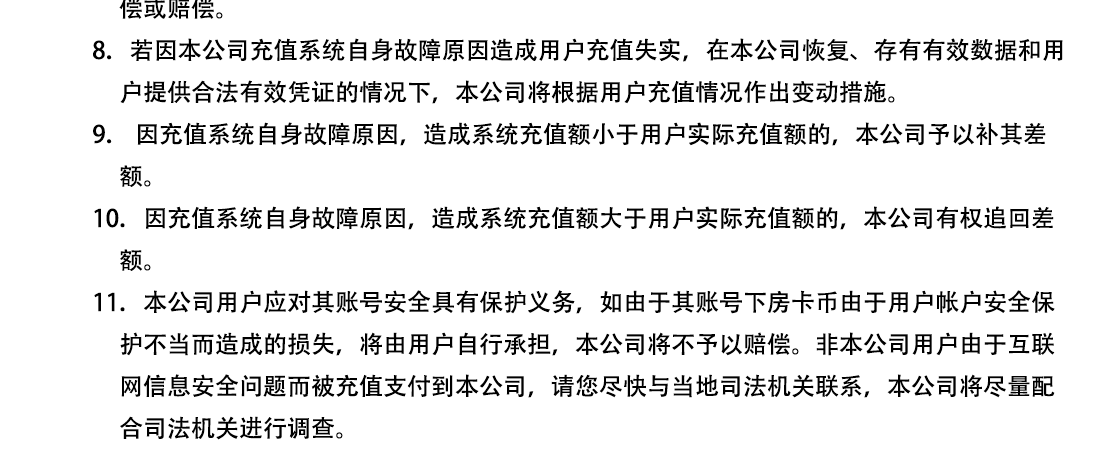 偿或赔偿。
8. 若因本公司充值系统自身故障原因造成用户充值失实，在本公司恢复、存有有效数据和用
户提供合法有效凭证的情况下，本公司将根据用户充值情况作出变动措施。
9. 因充值系统自身故障原因，造成系统充值额小于用户实际充值额的，本公司予以补其差
额。
10. 因充值系统自身故障原因，造成系统充值额大于用户实际充值额的，本公司有权追回差
额。
11. 本公司用户应对其账号安全具有保护义务，如由于其账号下房卡币由于用户帐户安全保
护不当而造成的损失，将由用户自行承担，本公司将不予以赔偿。非本公司用户由于互联
网信息安全问题而被充值支付到本公司，请您尽快与当地司法机关联系，本公司将尽量配
合司法机关进行调查。